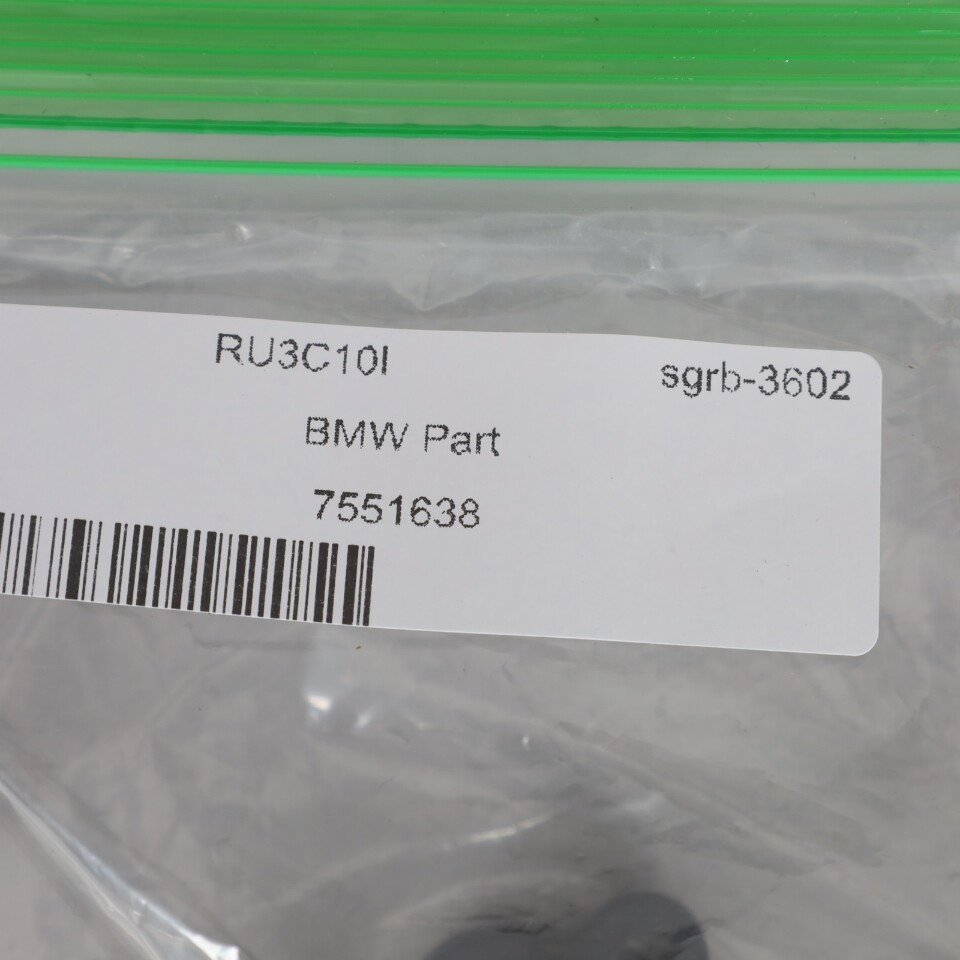 RU3C10I
sgrb-3602
BMW Part
7551638